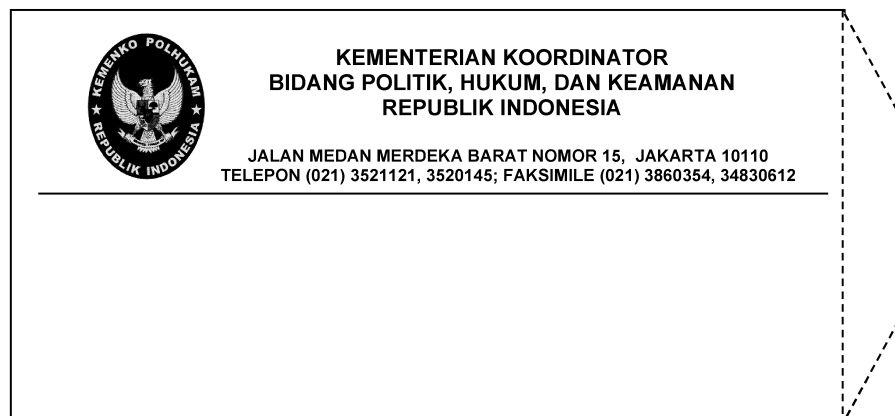 KEMENKO POLHUKAM
REPUBLIK INDONESIA
KEMENTERIAN KOORDINATOR
BIDANG POLITIK, HUKUM, DAN KEAMANAN
REPUBLIK INDONESIA
JALAN MEDAN MERDEKA BARAT NOMOR 15, JAKARTA 10110
TELEPON (021) 3521121, 3520145; FAKSIMILE (021) 3860354, 34830612